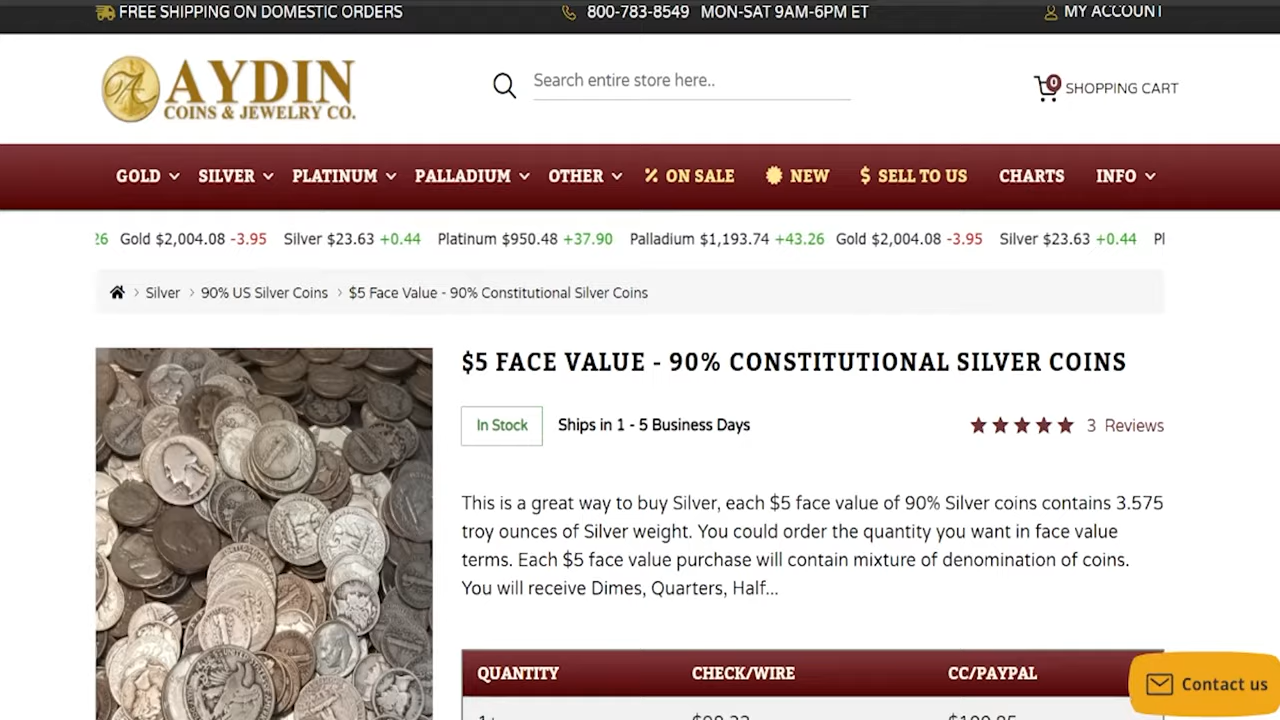 FREE SHIPPING ON DOMESTIC ORDERS
800-783-8549 MON-SAT 9AM-6PM ET
MY ACCOUNT
AYDIN
COINS & JEWELRY CO.
Search entire store here..
0
SHOPPING CART
GOLD SILVER PLATINUM PALLADIUM OTHER % ON SALE NEW $ SELL TO US CHARTS INFO
26 Gold $2,004.08 -3.95 Silver $23.63 +0.44 Platinum $950.48 +37.90 Palladium $1,193.74 +43.26 Gold $2,004.08 -3.95 Silver $23.63 +0.44 Pl
Silver > 90% US Silver Coins > $5 Face Value - 90% Constitutional Silver Coins
$5 FACE VALUE - 90% CONSTITUTIONAL SILVER COINS
In Stock Ships in 1 - 5 Business Days
3 Reviews
This is a great way to buy Silver, each $5 face value of 90% Silver coins contains 3.575
troy ounces of Silver weight. You could order the quantity you want in face value
terms. Each $5 face value purchase will contain mixture of denomination of coins.
You will receive Dimes, Quarters, Half...
QUANTITY CHECK/WIRE CC/PAYPAL
Contact us